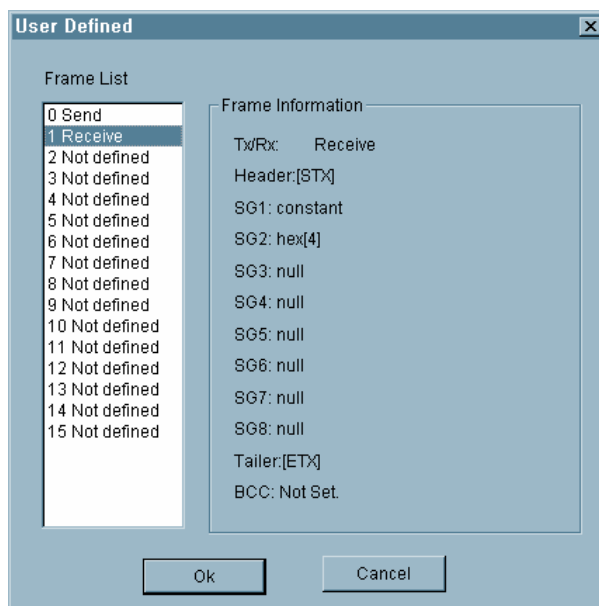 User Defined
Frame List
0 Send
1 Receive
2 Not defined
3 Not defined
4 Not defined
5 Not defined
6 Not defined
7 Not defined
8 Not defined
9 Not defined
10 Not defined
11 Not defined
12 Not defined
13 Not defined
14 Not defined
15 Not defined
Frame Information
Tx/Rx: Receive
Header:[STX]
SG1: constant
SG2: hex[4]
SG3: null
SG4: null
SG5: null
SG6: null
SG7: null
SG8: null
Tailer:[ETX]
BCC: Not Set.
Ok
Cancel